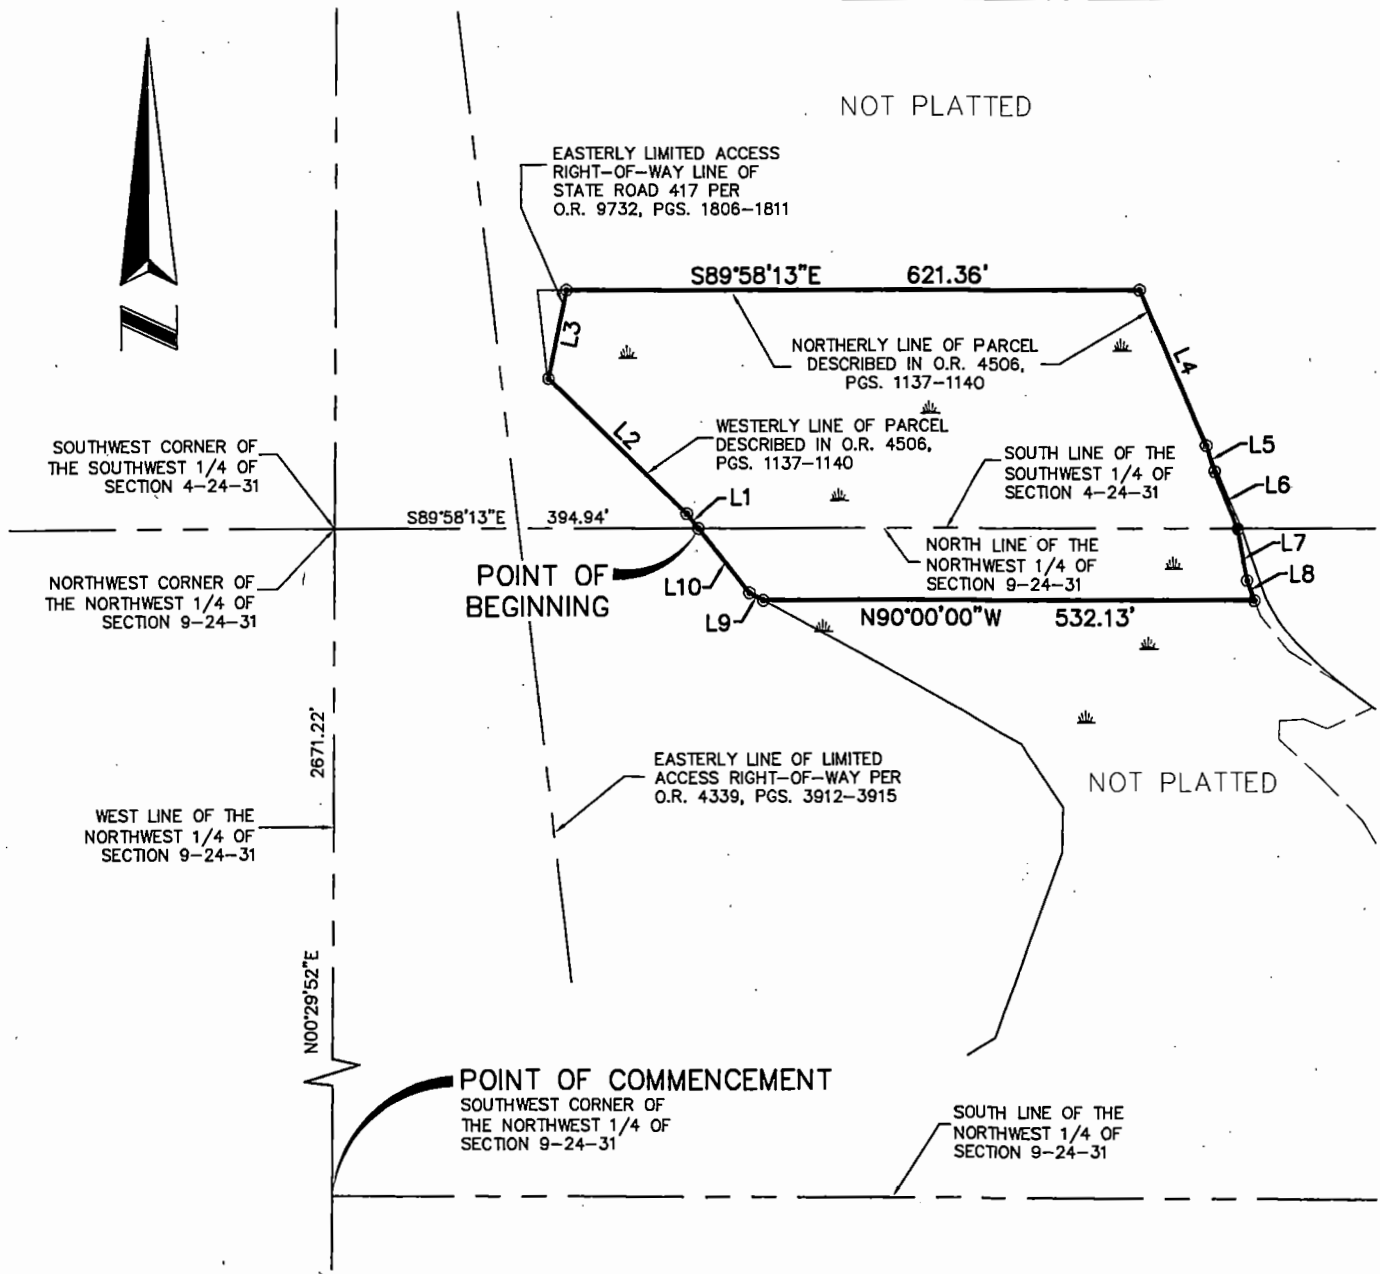 NOT PLATTED
EASTERLY LIMITED ACCESS
RIGHT-OF-WAY LINE OF
STATE ROAD 417 PER
O.R. 9732, PGS. 1806-1811
S89°58'13"E 621.36'
L3
NORTHERLY LINE OF PARCEL
DESCRIBED IN O.R. 4506,
PGS. 1137-1140
L4
L2
WESTERLY LINE OF PARCEL
DESCRIBED IN O.R. 4506,
PGS. 1137-1140
SOUTHWEST CORNER OF
THE SOUTHWEST 1/4 OF
SECTION 4-24-31
SOUTH LINE OF THE
SOUTHWEST 1/4 OF
SECTION 4-24-31
L5
L6
L1
S89°58'13"E 394.94'
NORTH LINE OF THE
NORTHWEST 1/4 OF
SECTION 9-24-31
L7
L8
NORTHWEST CORNER OF
THE NORTHWEST 1/4 OF
SECTION 9-24-31
POINT OF
BEGINNING
L10
L9
N90°00'00"W 532.13'
2671.22'
EASTERLY LINE OF LIMITED
ACCESS RIGHT-OF-WAY PER
O.R. 4339, PGS. 3912-3915
NOT PLATTED
WEST LINE OF THE
NORTHWEST 1/4 OF
SECTION 9-24-31
N00°29'52"E
POINT OF COMMENCEMENT
SOUTHWEST CORNER OF
THE NORTHWEST 1/4 OF
SECTION 9-24-31
SOUTH LINE OF THE
NORTHWEST 1/4 OF
SECTION 9-24-31